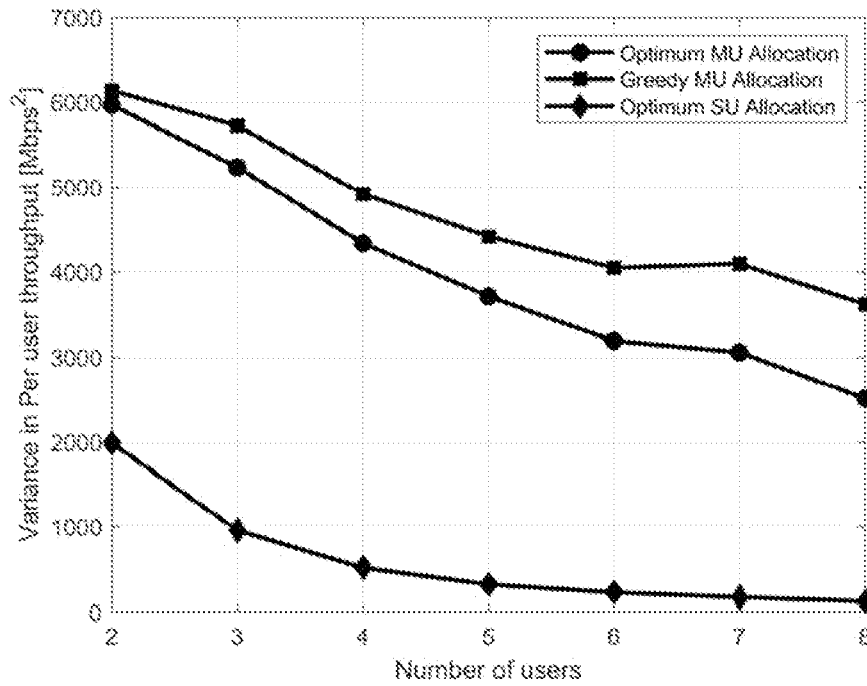 7000
6000
5000
4000
3000
2000
1000
0
Variance in Per user throughput [Mbps²]
Optimum MU Allocation
Greedy MU Allocation
Optimum SU Allocation
2 3 4 5 6 7 8
Number of users